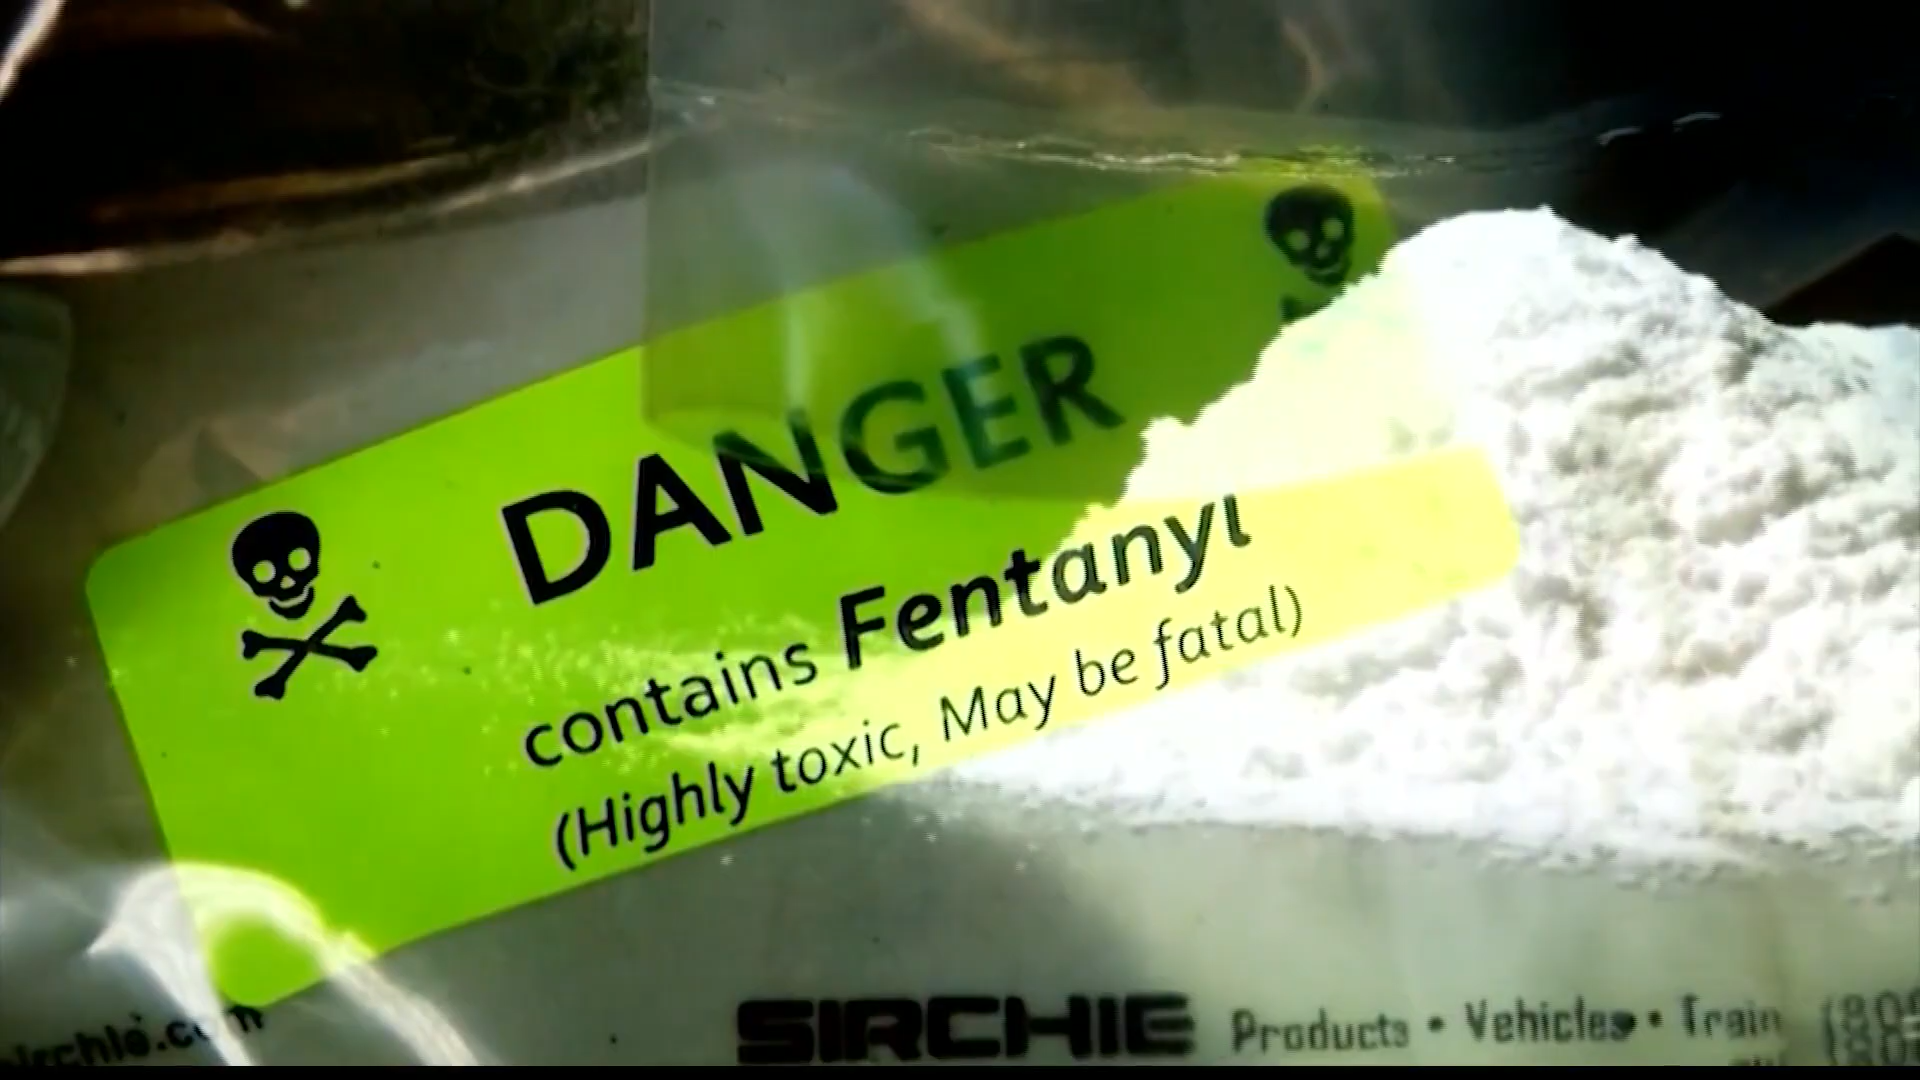 DANGER
contains Fentanyl
(Highly toxic, May be fatal)
SIRCHIE Products • Vehicles • Train